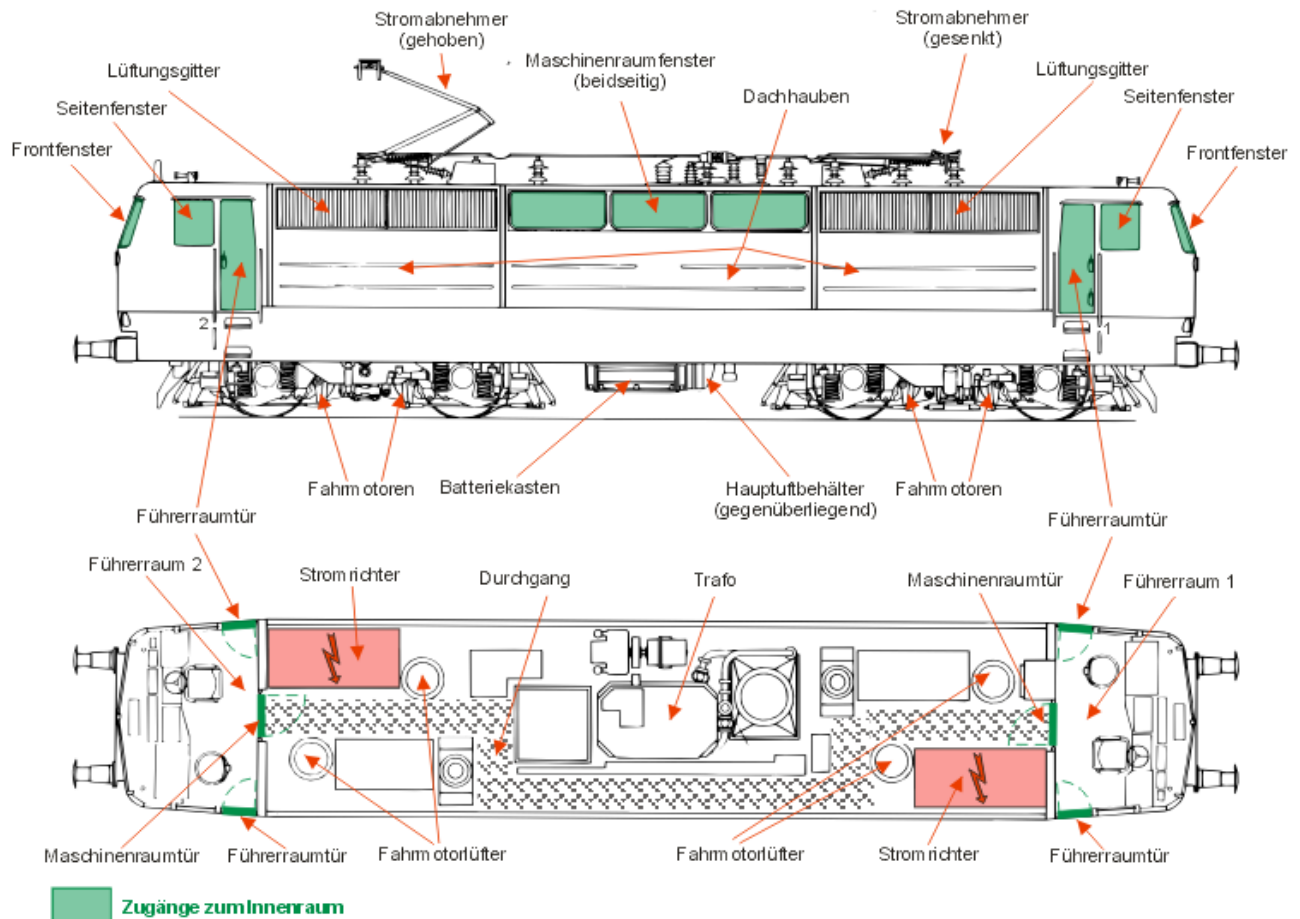 Stromabnehmer
(gehoben)
Stromabnehmer
(gesenkt)
Lüftungsgitter
Maschinenraumfenster
(beidseitig)
Lüftungsgitter
Seitenfenster
Dachhauben
Seitenfenster
Frontfenster
Frontfenster
2
1
Fahrmotoren
Batteriekasten
Hauptuftbehälter
(gegenüberliegend)
Fahrmotoren
Führerraumtür
Führerraumtür
Führerraum 2
Stromrichter
Durchgang
Trafo
Maschinenraumtür
Führerraum 1
Maschinenraumtür
Führerraumtür
Fahrmotorlüfter
Fahrmotorlüfter
Stromrichter
Führerraumtür
Zugänge zum Innenraum